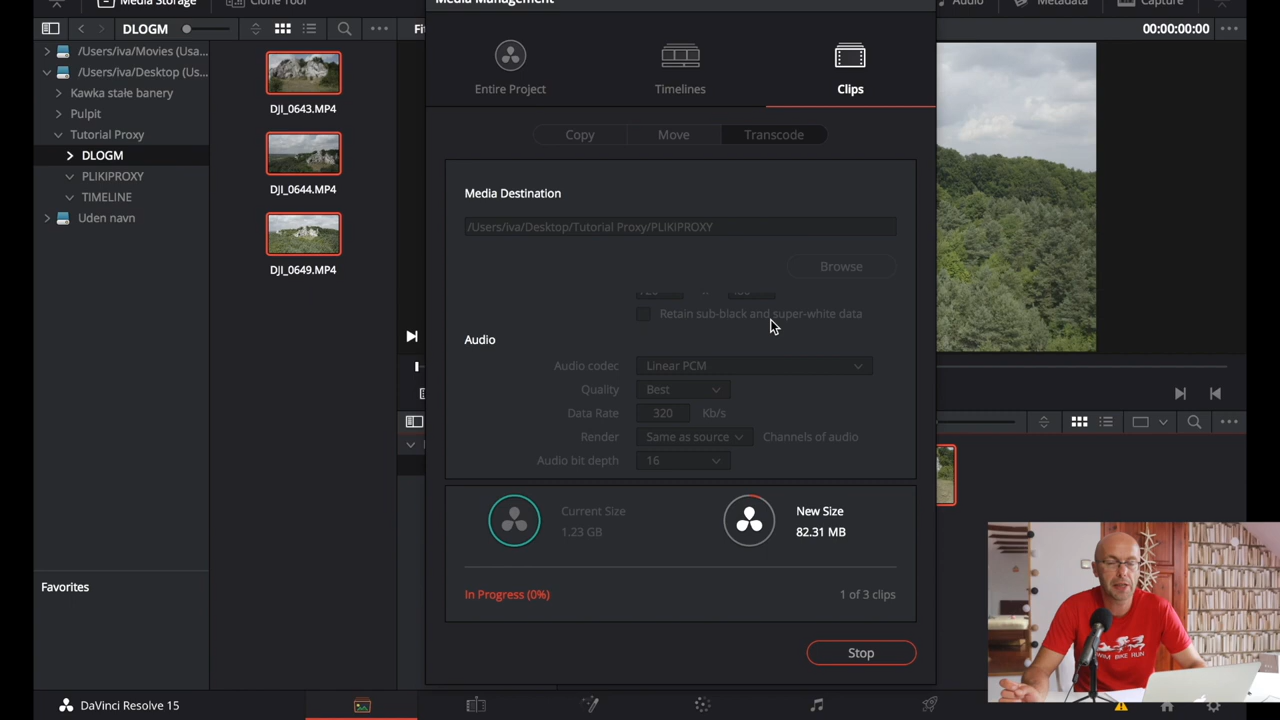 Media Storage
Clone Tool
Media Management
Audio
Metadata
Capture
DLOGM
00:00:00:00
/Users/iva/Movies (Usa...
/Users/iva/Desktop (Us...
Kawka stałe banery
Pulpit
Tutorial Proxy
DLOGM
PLIKIPROXY
TIMELINE
Uden navn
DJI_0643.MP4
DJI_0644.MP4
DJI_0649.MP4
Entire Project
Timelines
Clips
Copy
Move
Transcode
Media Destination
/Users/iva/Desktop/Tutorial Proxy/PLIKIPROXY
Browse
Retain sub-black and super-white data
Audio
Audio codec
Linear PCM
Quality
Best
Data Rate
320
Kb/s
Render
Same as source
Channels of audio
Audio bit depth
16
Current Size
1.23 GB
New Size
82.31 MB
In Progress (0%)
1 of 3 clips
Stop
Favorites
DaVinci Resolve 15
BIKE RUN